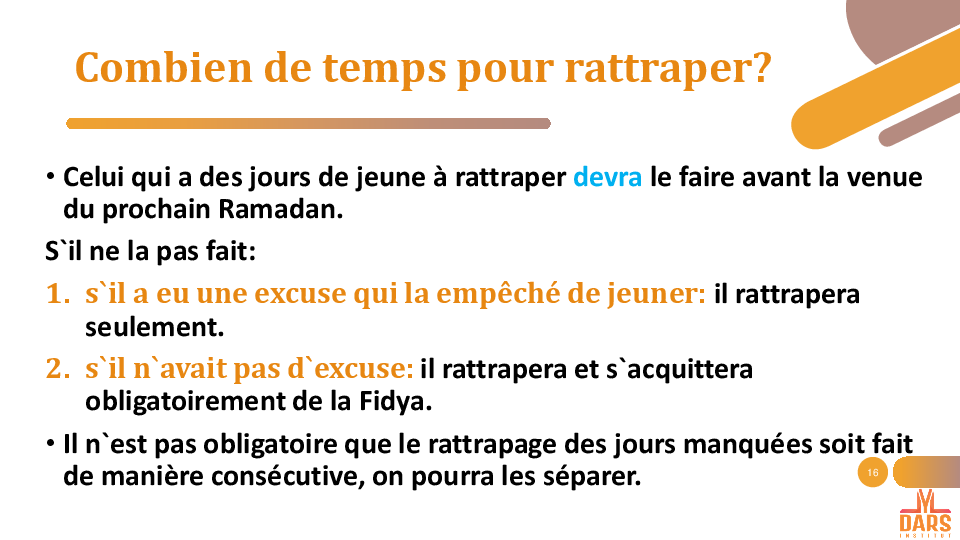 Combien de temps pour rattraper?
• Celui qui a des jours de jeune à rattraper devra le faire avant la venue
du prochain Ramadan.
S`il ne la pas fait:
1. s`il a eu une excuse qui la empêché de jeuner: il rattrapera
seulement.
2. s`il n`avait pas d`excuse: il rattrapera et s`acquittera
obligatoirement de la Fidya.
• Il n`est pas obligatoire que le rattrapage des jours manquées soit fait
de manière consécutive, on pourra les séparer.
16
DARS
INSTITUT